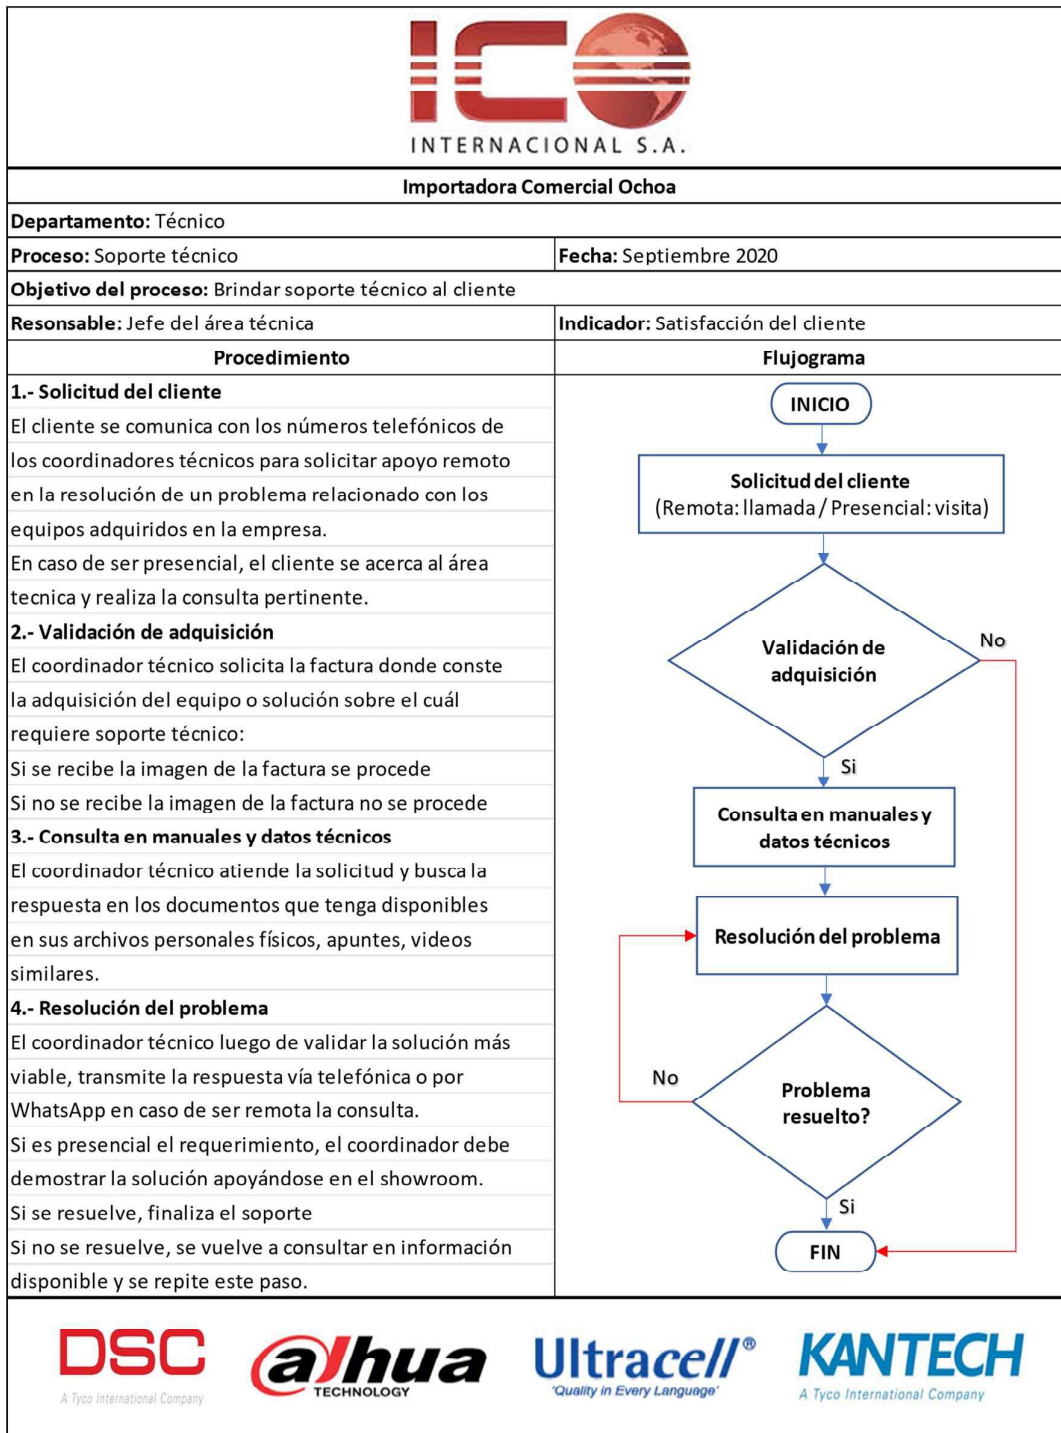 ICO
INTERNACIONAL S.A.
Importadora Comercial Ochoa
Departamento: Técnico
Proceso: Soporte técnico
Fecha: Septiembre 2020
Objetivo del proceso: Brindar soporte técnico al cliente
Resonsable: Jefe del área técnica
Indicador: Satisfacción del cliente
Procedimiento
1.- Solicitud del cliente
El cliente se comunica con los números telefónicos de
los coordinadores técnicos para solicitar apoyo remoto
en la resolución de un problema relacionado con los
equipos adquiridos en la empresa.
En caso de ser presencial, el cliente se acerca al área
tecnica y realiza la consulta pertinente.
2.- Validación de adquisición
El coordinador técnico solicita la factura donde conste
la adquisición del equipo o solución sobre el cuál
requiere soporte técnico:
Si se recibe la imagen de la factura se procede
Si no se recibe la imagen de la factura no se procede
3.- Consulta en manuales y datos técnicos
El coordinador técnico atiende la solicitud y busca la
respuesta en los documentos que tenga disponibles
en sus archivos personales físicos, apuntes, videos
similares.
4.- Resolución del problema
El coordinador técnico luego de validar la solución más
viable, transmite la respuesta vía telefónica o por
WhatsApp en caso de ser remota la consulta.
Si es presencial el requerimiento, el coordinador debe
demostrar la solución apoyándose en el showroom.
Si se resuelve, finaliza el soporte
Si no se resuelve, se vuelve a consultar en información
disponible y se repite este paso.
Flujograma
INICIO
Solicitud del cliente
(Remota: llamada / Presencial: visita)
Validación de
adquisición
No
Si
Consulta en manuales y
datos técnicos
Resolución del problema
No
Problema
resuelto?
Si
FIN
DSC
A Tyco International Company
alhua
TECHNOLOGY
Ultracell®
'Quality in Every Language'
KANTECH
A Tyco International Company